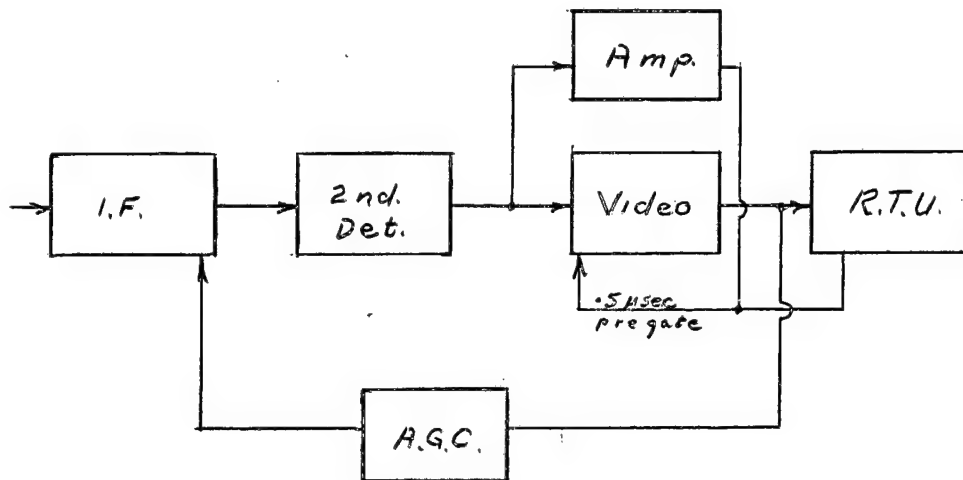 Amp.
I.F.
2nd.
Det.
Video
R.T.U.
.5 μsec
pregate
A.G.C.